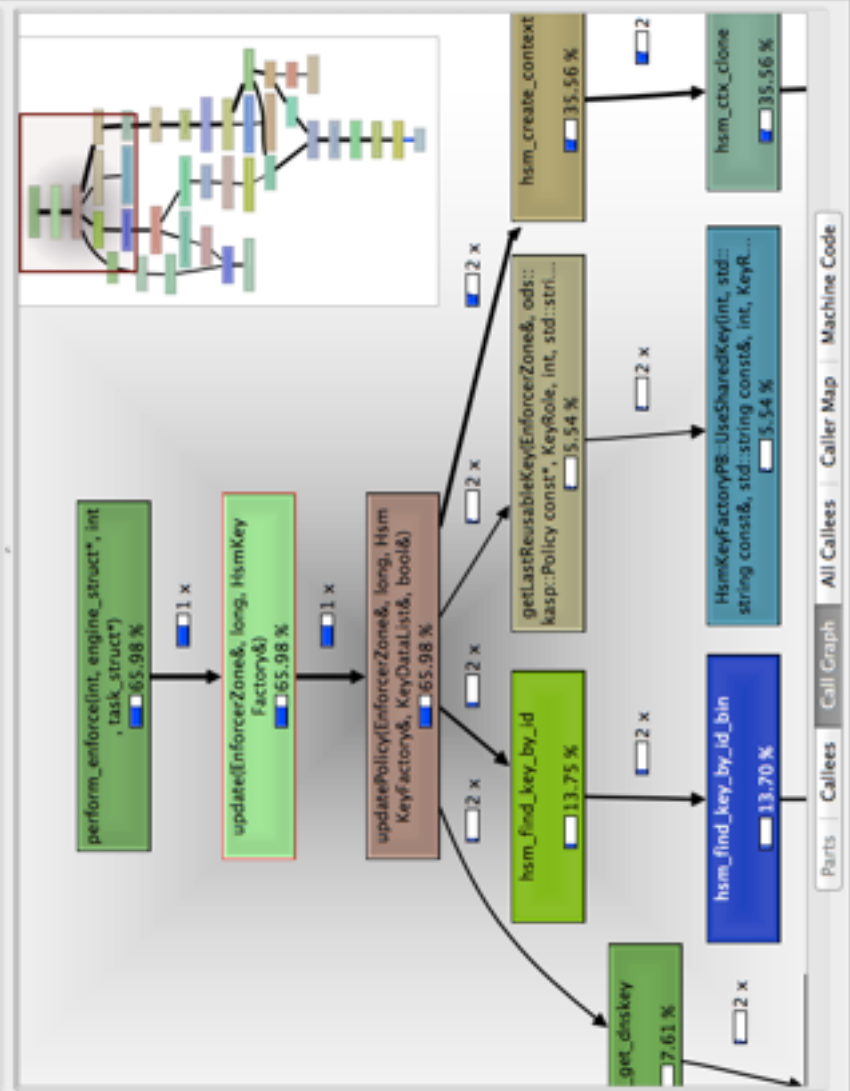 perform_enforce(int, engine_struct*, int
, task_struct*)
65.98 %
1 x
update(EnforcerZone&, long, HsmKey
Factory&)
65.98 %
1 x
updatePolicy(EnforcerZone&, long, Hsm
KeyFactory&, KeyDataList&, bool&)
65.98 %
2 x
2 x
2 x
2 x
hsm_find_key_by_id
13.75 %
getLastReusableKey(EnforcerZone&, ods::
kasp::Policy const*, KeyRole, int, std::stri...
5.54 %
hsm_create_context
35.56 %
_get_dnskey
7.61 %
2 x
2 x
2
2 x
hsm_find_key_by_id_bin
13.70 %
HsmKeyFactoryPB::UseSharedKey(int, std::
string const&, std::string const&, int, KeyR...
5.54 %
hsm_ctx_clone
35.56 %
Parts Callees Call Graph All Callees Caller Map Machine Code